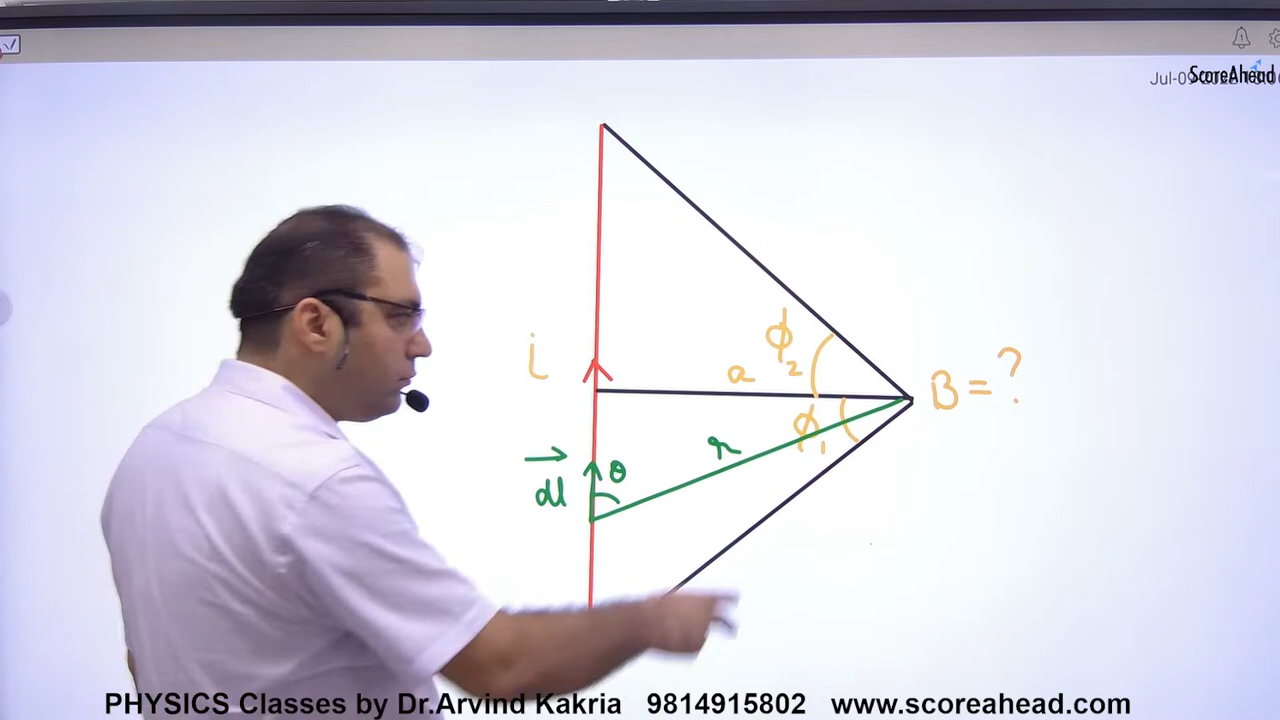 ScoreAhead
i
a
ϕ₂
B = ?
ϕ₁
r
θ
dl
PHYSICS Classes by Dr.Arvind Kakria 9814915802 www.scoreahead.com